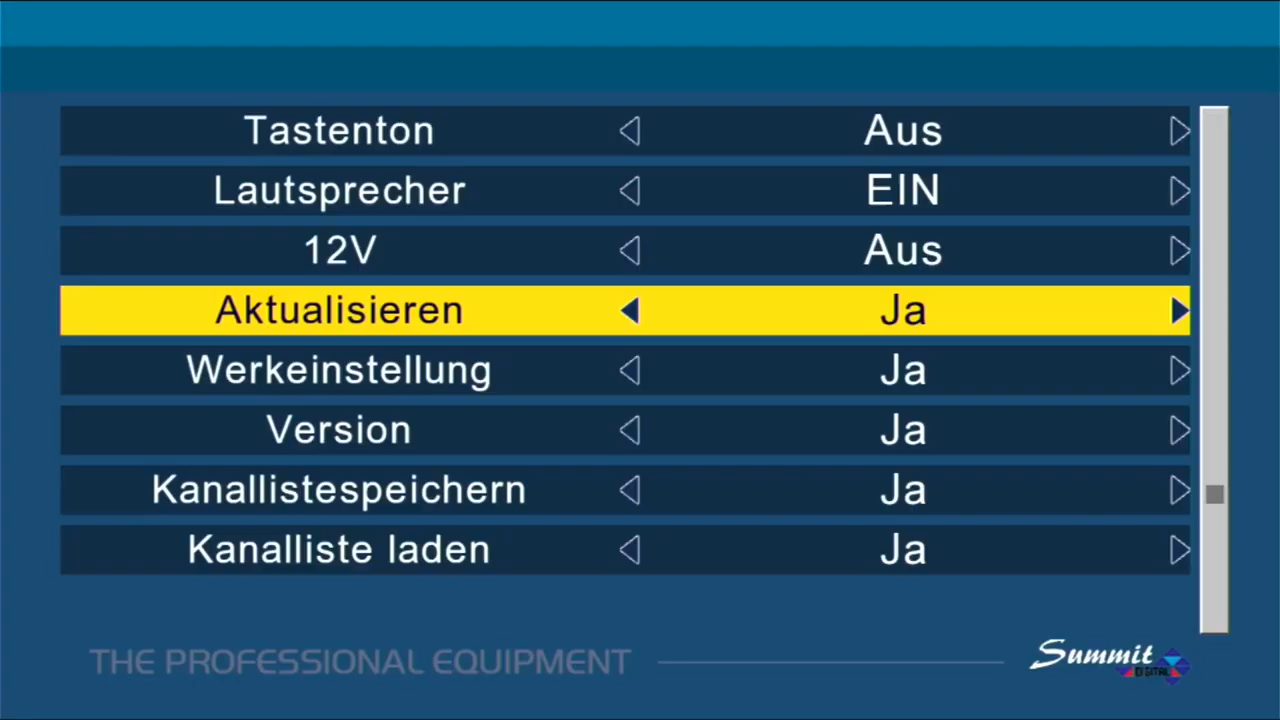 Tastenton Aus
Lautsprecher EIN
12V Aus
Aktualisieren Ja
Werkeinstellung Ja
Version Ja
Kanallistespeichern Ja
Kanalliste laden Ja
THE PROFESSIONAL EQUIPMENT
Summit
DIGITAL